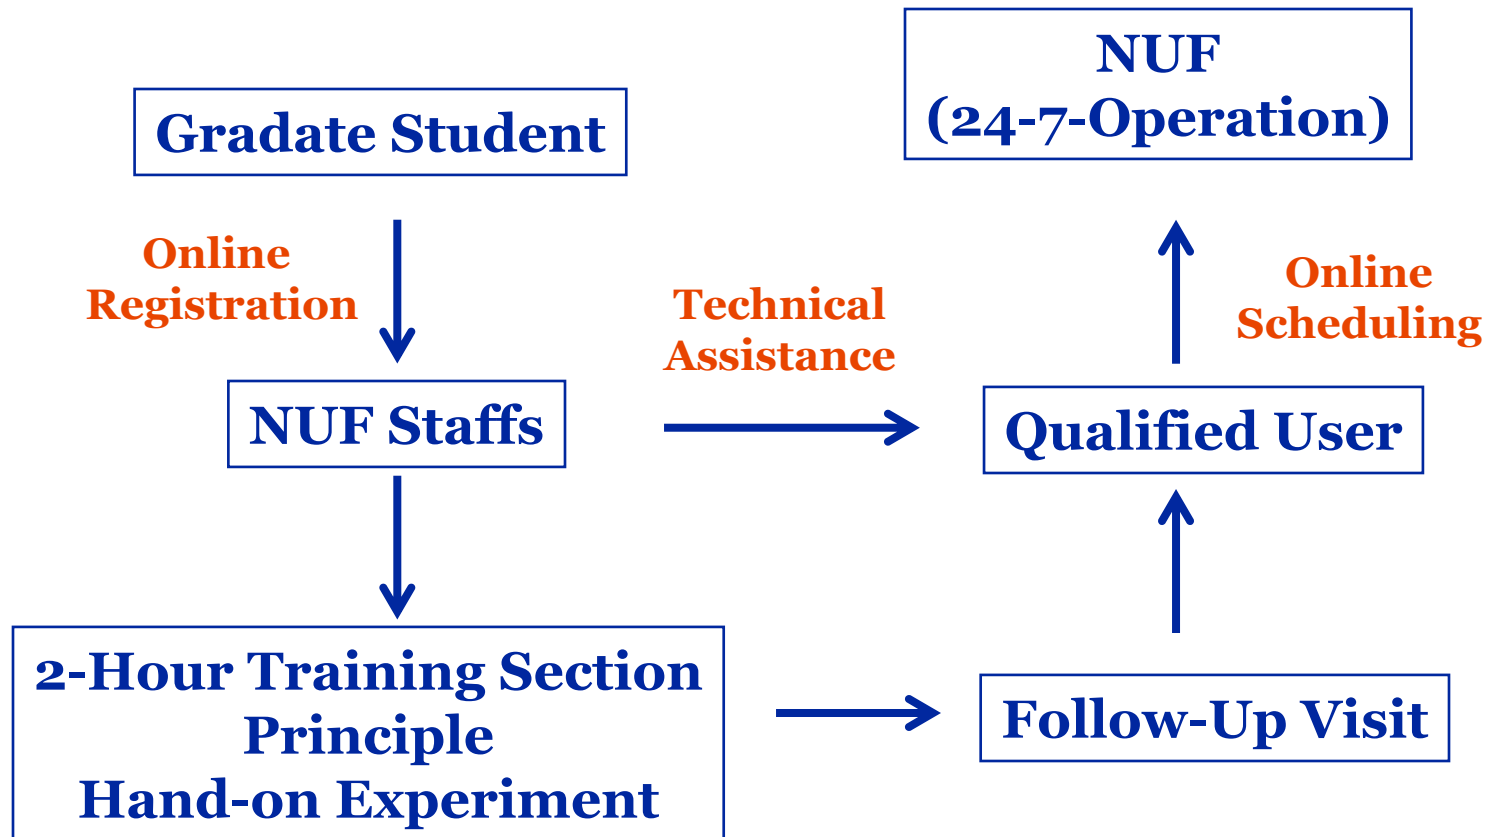 Gradate Student
Online
Registration
NUF Staffs
2-Hour Training Section
Principle
Hand-on Experiment
Technical
Assistance
NUF
(24-7-Operation)
Online
Scheduling
Qualified User
Follow-Up Visit